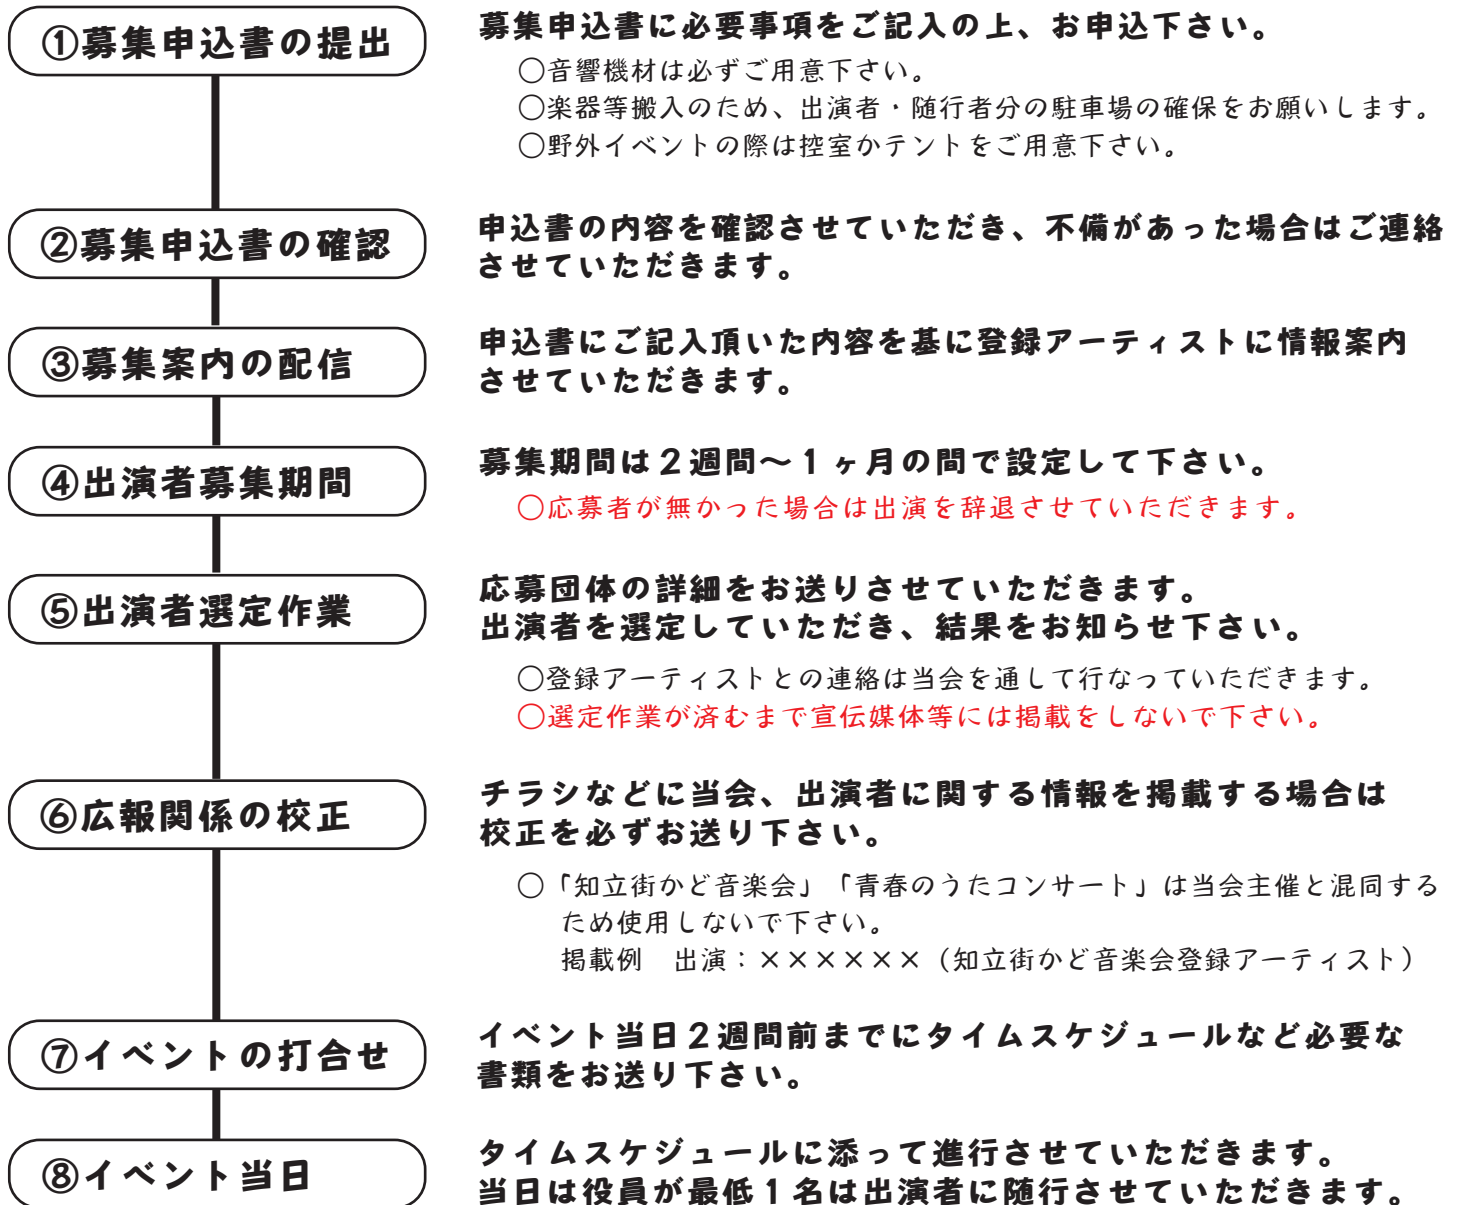 ①募集申込書の提出
募集申込書に必要事項をご記入の上、お申込下さい。
○音響機材は必ずご用意下さい。
○楽器等搬入のため、出演者・随行者分の駐車場の確保をお願いします。
○野外イベントの際は控室かテントをご用意下さい。
②募集申込書の確認
申込書の内容を確認させていただき、不備があった場合はご連絡
させていただきます。
③募集案内の配信
申込書にご記入頂いた内容を基に登録アーティストに情報案内
させていただきます。
④出演者募集期間
募集期間は２週間～１ヶ月の間で設定して下さい。
○応募者が無かった場合は出演を辞退させていただきます。
⑤出演者選定作業
応募団体の詳細をお送りさせていただきます。
出演者を選定していただき、結果をお知らせ下さい。
○登録アーティストとの連絡は当会を通して行なっていただきます。
○選定作業が済むまで宣伝媒体等には掲載をしないで下さい。
⑥広報関係の校正
チラシなどに当会、出演者に関する情報を掲載する場合は
校正を必ずお送り下さい。
○「知立街かど音楽会」「青春のうたコンサート」は当会主催と混同する
ため使用しないで下さい。
掲載例　出演：××××××（知立街かど音楽会登録アーティスト）
⑦イベントの打合せ
イベント当日２週間前までにタイムスケジュールなど必要な
書類をお送り下さい。
⑧イベント当日
タイムスケジュールに添って進行させていただきます。
当日は役員が最低１名は出演者に随行させていただきます。